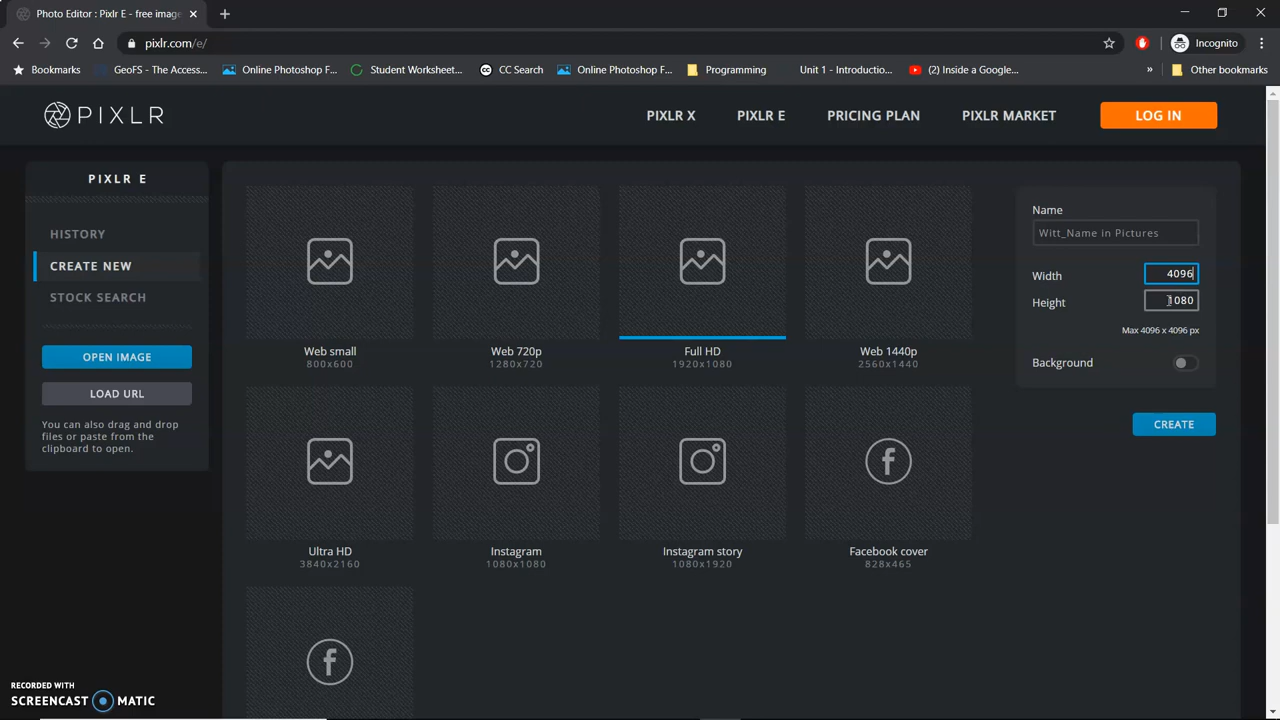 Photo Editor : Pixlr E - free imag
pixlr.com/e/
Incognito
Bookmarks
GeoFS - The Access...
Online Photoshop F...
Student Worksheet...
CC Search
Online Photoshop F...
Programming
Unit 1 - Introductio...
(2) Inside a Google...
»
Other bookmarks
PIXLR
PIXLR X
PIXLR E
PRICING PLAN
PIXLR MARKET
LOG IN
PIXLR E
HISTORY
CREATE NEW
STOCK SEARCH
OPEN IMAGE
LOAD URL
You can also drag and drop
files or paste from the
clipboard to open.
Web small
800x600
Web 720p
1280x720
Full HD
1920x1080
Web 1440p
2560x1440
Ultra HD
3840x2160
Instagram
1080x1080
Instagram story
1080x1920
Facebook cover
828x465
Name
Witt_Name in Pictures
Width
4096
Height
1080
Max 4096 x 4096 px
Background
CREATE
RECORDED WITH
SCREENCAST MATIC